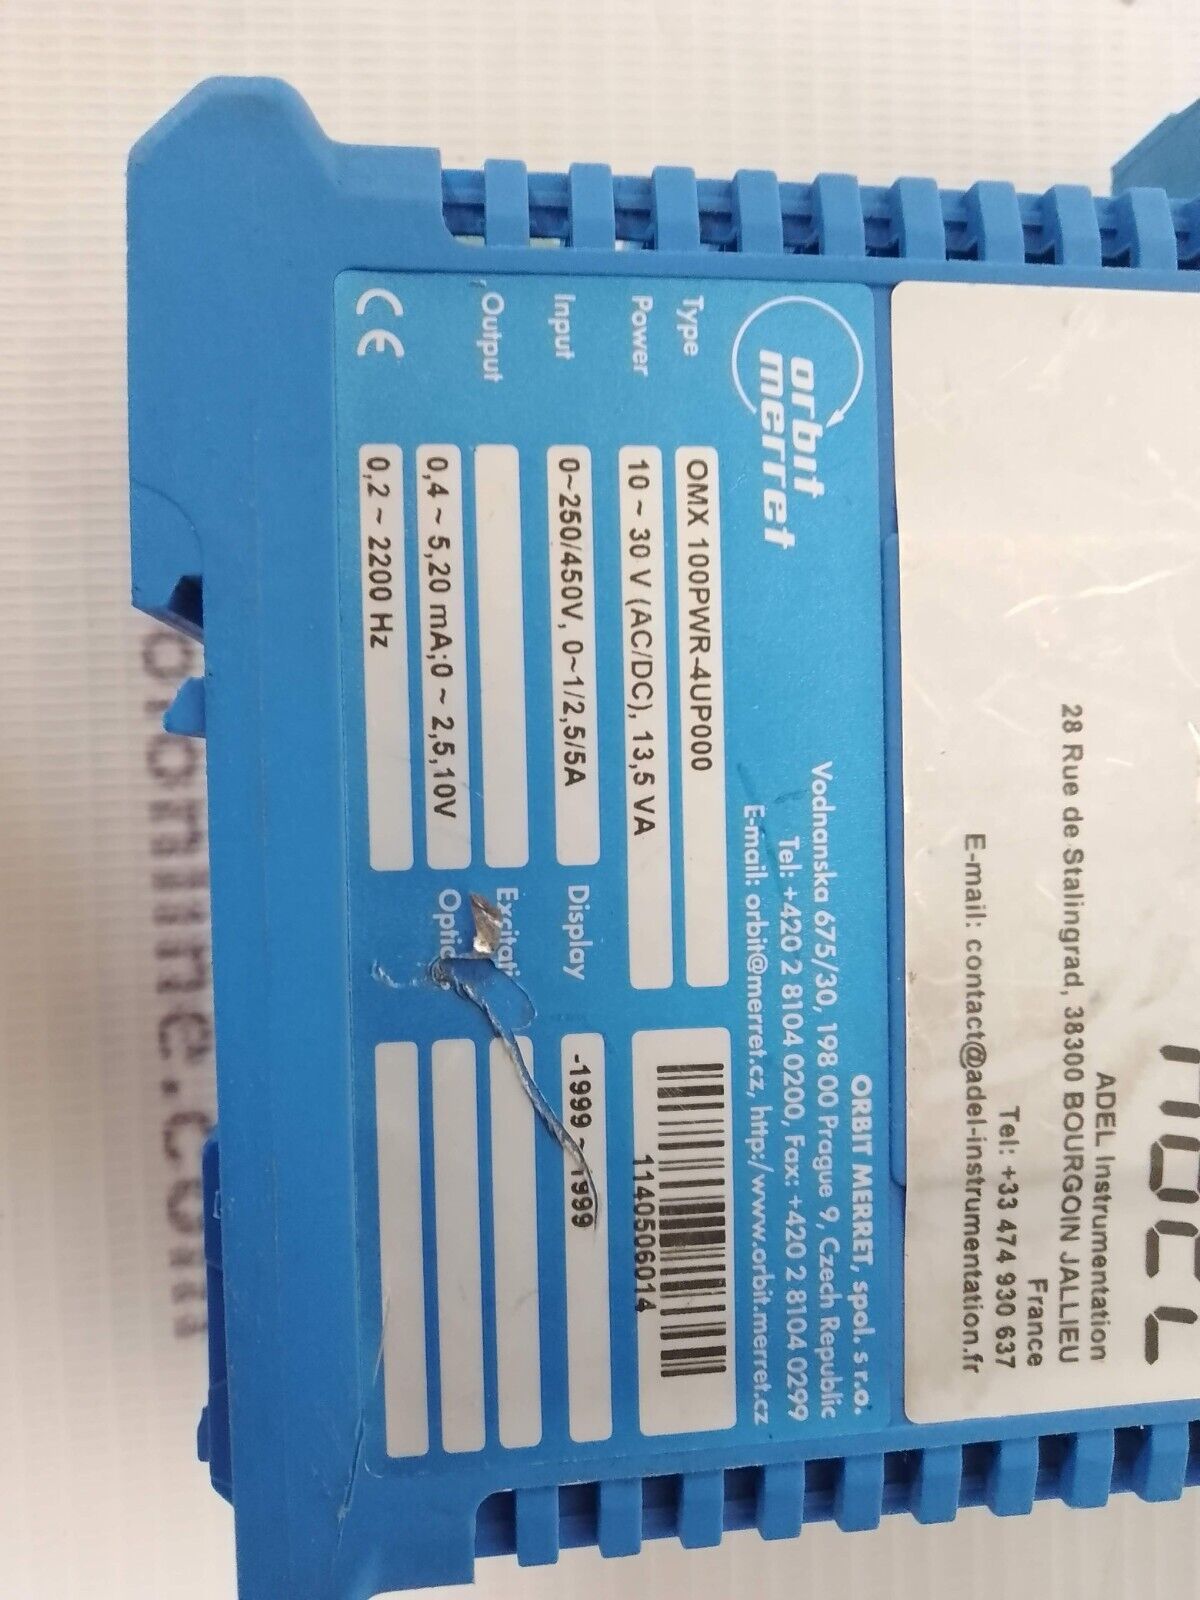 28 Rue de Stalingrad, 38300 BOURGOIN JALLIEU
ADEL Instrumentation
France
Tel: +33 474 930 637
E-mail: contact@adel-instrumentation.fr
orbit
merret
ORBIT MERRET, spol. s r.o.
Vodnanska 675/30, 198 00 Prague 9, Czech Republic
Tel: +420 2 8104 0200, Fax: +420 2 8104 0299
E-mail: orbit@merret.cz, http:/www.orbit.merret.cz
Type OMX 100PWR-4UP000
Power 10 ~ 30 V (AC/DC), 13,5 VA
1140506014
Input 0~250/450V, 0~1/2,5/5A
Display -1999 ~ 1999
Output
0,4 ~ 5,20 mA;0 ~ 2,5,10V
CE 0,2 ~ 2200 Hz